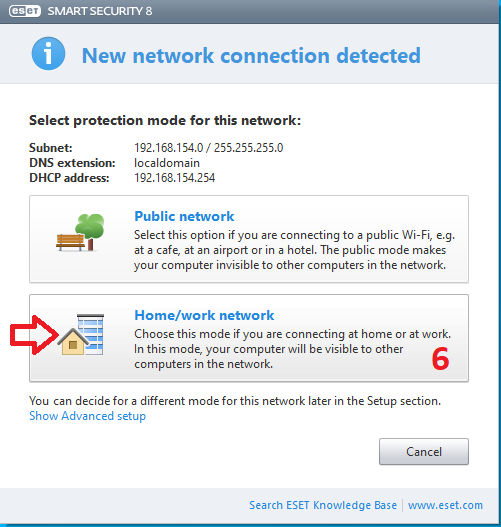 eset SMART SECURITY 8
New network connection detected
Select protection mode for this network:
Subnet: 192.168.154.0 / 255.255.255.0
DNS extension: localdomain
DHCP address: 192.168.154.254
Public network
Select this option if you are connecting to a public Wi-Fi, e.g.
at a cafe, at an airport or in a hotel. The public mode makes
your computer invisible to other computers in the network.
Home/work network
Choose this mode if you are connecting at home or at work.
In this mode, your computer will be visible to other
computers in the network.
6
You can decide for a different mode for this network later in the Setup section.
Show Advanced setup
Cancel
Search ESET Knowledge Base | www.eset.com